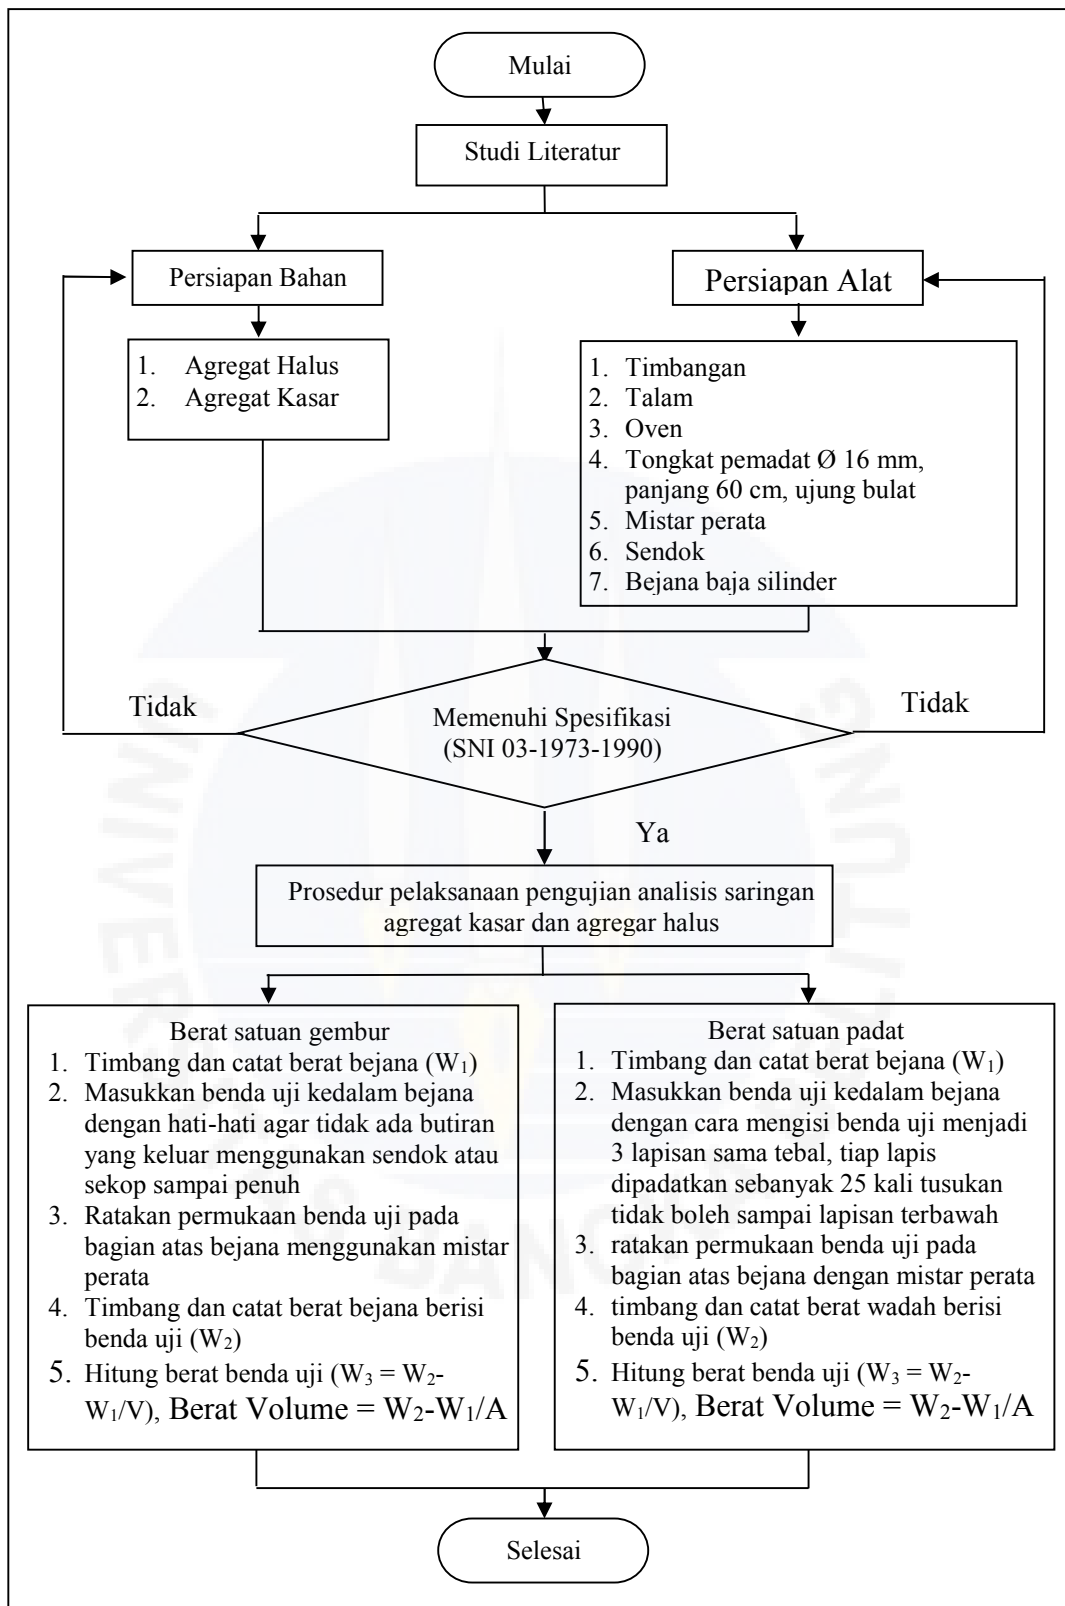 Mulai
Studi Literatur
Persiapan Bahan
Persiapan Alat
1. Agregat Halus
2. Agregat Kasar
1. Timbangan
2. Talam
3. Oven
4. Tongkat pemadat Ø 16 mm,
panjang 60 cm, ujung bulat
5. Mistar perata
6. Sendok
7. Bejana baja silinder
Tidak
Memenuhi Spesifikasi
(SNI 03-1973-1990)
Tidak
Ya
Prosedur pelaksanaan pengujian analisis saringan
agregat kasar dan agregar halus
Berat satuan gembur
1. Timbang dan catat berat bejana (W₁)
2. Masukkan benda uji kedalam bejana
dengan hati-hati agar tidak ada butiran
yang keluar menggunakan sendok atau
sekop sampai penuh
3. Ratakan permukaan benda uji pada
bagian atas bejana menggunakan mistar
perata
4. Timbang dan catat berat bejana berisi
benda uji (W₂)
5. Hitung berat benda uji (W₃ = W₂-
W₁/V), Berat Volume = W₂-W₁/A
Berat satuan padat
1. Timbang dan catat berat bejana (W₁)
2. Masukkan benda uji kedalam bejana
dengan cara mengisi benda uji menjadi
3 lapisan sama tebal, tiap lapis
dipadatkan sebanyak 25 kali tusukan
tidak boleh sampai lapisan terbawah
3. ratakan permukaan benda uji pada
bagian atas bejana dengan mistar perata
4. timbang dan catat berat wadah berisi
benda uji (W₂)
5. Hitung berat benda uji (W₃ = W₂-
W₁/V), Berat Volume = W₂-W₁/A
Selesai
UNIVERSITAS BANGKA BELITUNG